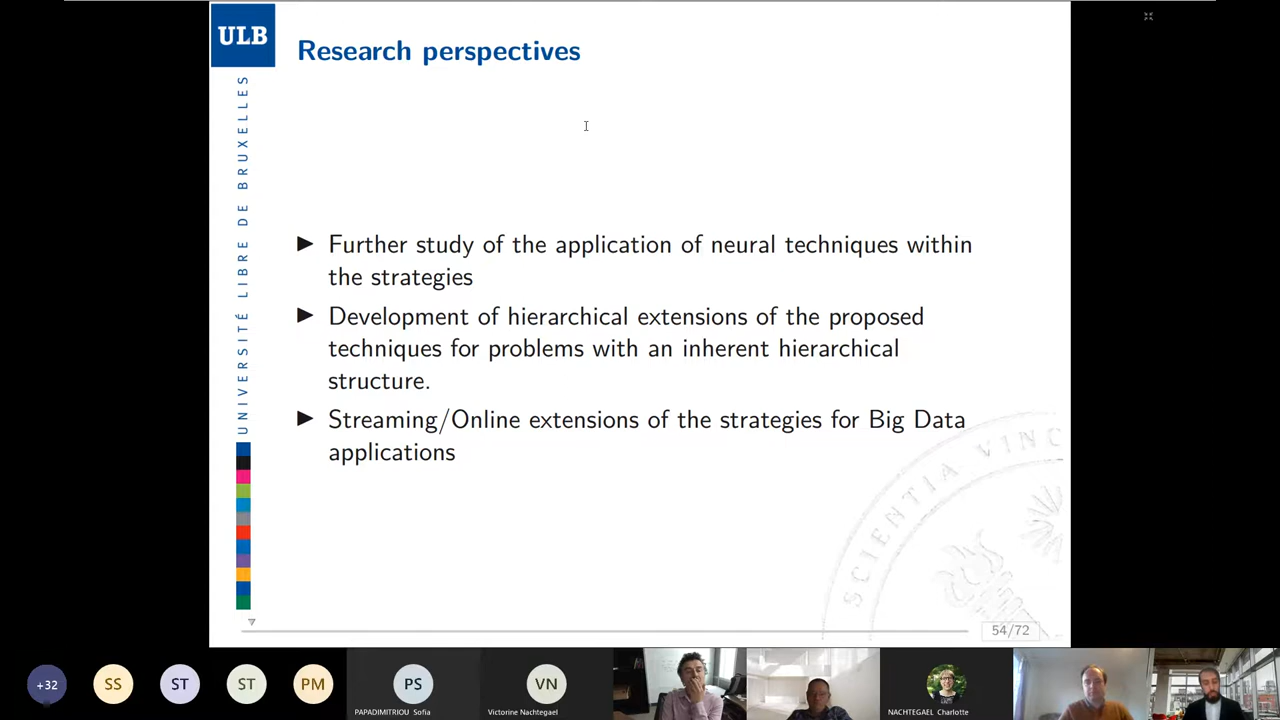 ULB
Research perspectives
UNIVERSITÉ LIBRE DE BRUXELLES
▶ Further study of the application of neural techniques within
the strategies
▶ Development of hierarchical extensions of the proposed
techniques for problems with an inherent hierarchical
structure.
▶ Streaming/Online extensions of the strategies for Big Data
applications
SCIENTIA VINC
54/72
+32
SS
ST
ST
PM
PS
VN
PAPADIMITRIOU Sofia
Victorine Nachtegael
NACHTEGAEL Charlotte